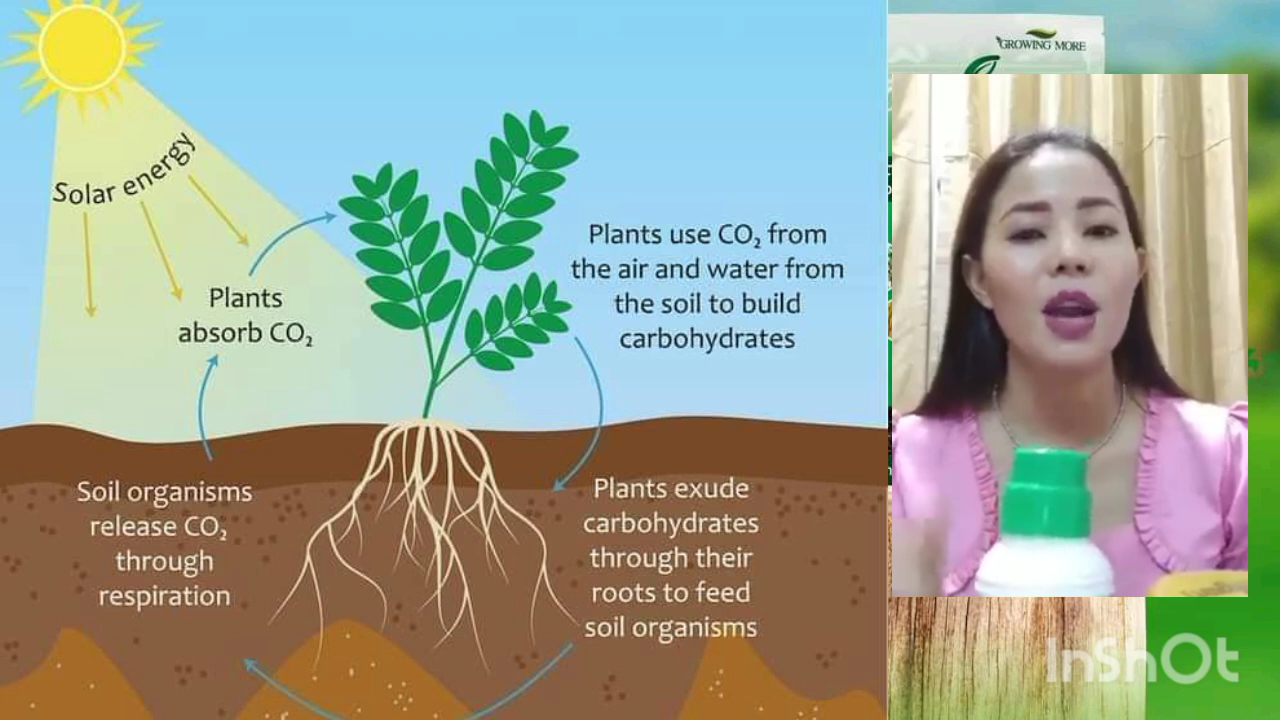 Solar energy
Plants
absorb CO₂
Plants use CO₂ from
the air and water from
the soil to build
carbohydrates
Soil organisms
release CO₂
through
respiration
Plants exude
carbohydrates
through their
roots to feed
soil organisms
GROWING MORE
InShOt